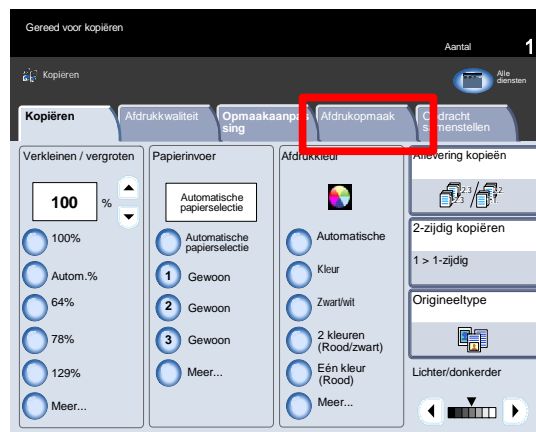 Gereed voor kopiëren
Aantal
1
Kopiëren
Alle
diensten
Kopiëren
Afdrukkwaliteit
Opmaakaanpas
sing
Afdrukopmaak
Opdracht
samenstellen
Verkleinen / vergroten
100
%
100%
Autom.%
64%
78%
129%
Meer...
Papierinvoer
Automatische
papierselectie
Automatische
papierselectie
1 Gewoon
2 Gewoon
3 Gewoon
Meer...
Afdrukkleur
Automatische
Kleur
Zwart/wit
2 kleuren
(Rood/zwart)
Eén kleur
(Rood)
Meer...
Aflevering kopieën
2-zijdig kopiëren
1 > 1-zijdig
Origineeltype
Lichter/donkerder